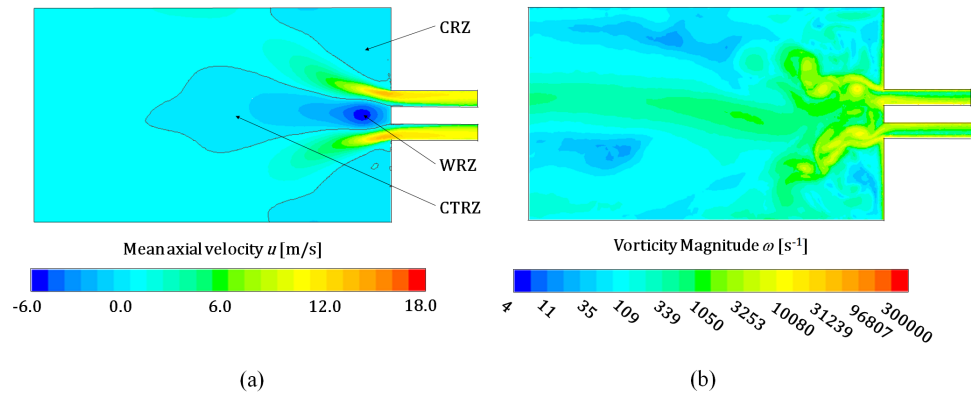 CRZ
WRZ
CTRZ
Mean axial velocity u [m/s]
-6.0 0.0 6.0 12.0 18.0
(a)
Vorticity Magnitude ω [s⁻¹]
4 11 35 109 339 1050 3253 10080 31239 96807 300000
(b)